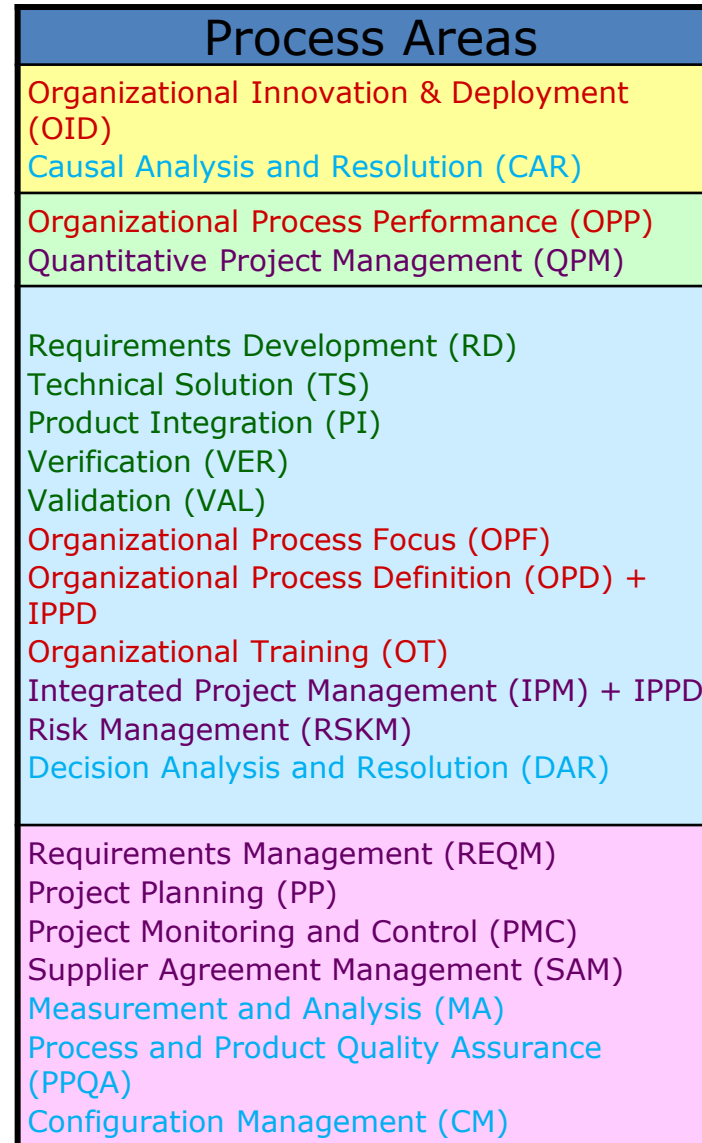 Process Areas
Organizational Innovation & Deployment
(OID)
Causal Analysis and Resolution (CAR)
Organizational Process Performance (OPP)
Quantitative Project Management (QPM)
Requirements Development (RD)
Technical Solution (TS)
Product Integration (PI)
Verification (VER)
Validation (VAL)
Organizational Process Focus (OPF)
Organizational Process Definition (OPD) +
IPPD
Organizational Training (OT)
Integrated Project Management (IPM) + IPPD
Risk Management (RSKM)
Decision Analysis and Resolution (DAR)
Requirements Management (REQM)
Project Planning (PP)
Project Monitoring and Control (PMC)
Supplier Agreement Management (SAM)
Measurement and Analysis (MA)
Process and Product Quality Assurance
(PPQA)
Configuration Management (CM)